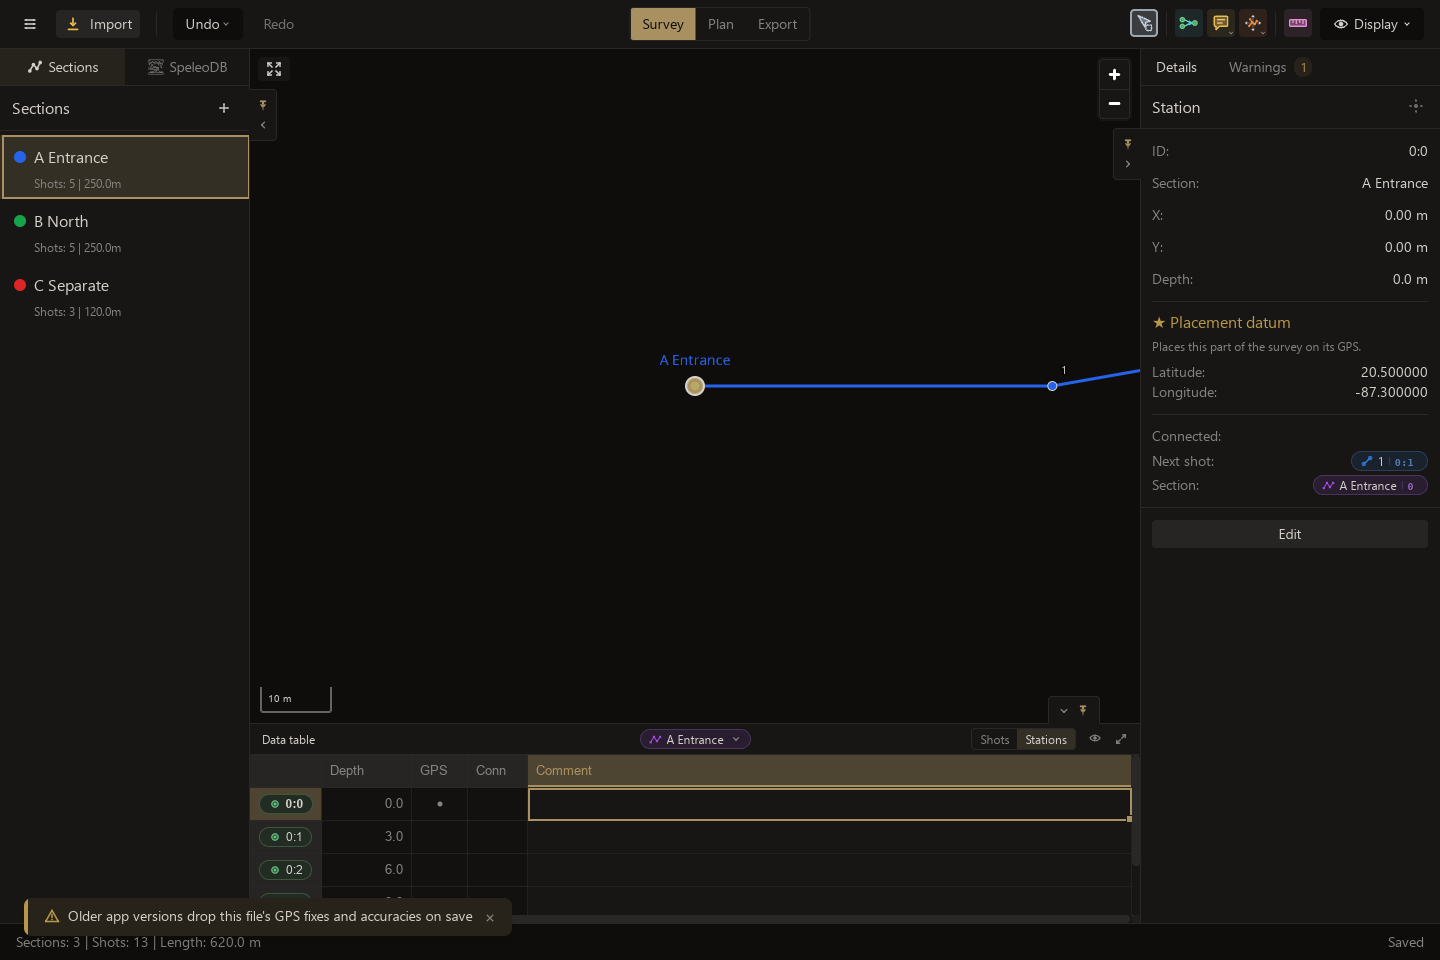 Import
Undo
Redo
Survey
Plan
Export
Display
Sections
SpeleoDB
Sections
A Entrance
Shots: 5 | 250.0m
B North
Shots: 5 | 250.0m
C Separate
Shots: 3 | 120.0m
A Entrance
1
10 m
Details
Warnings 1
Station
ID: 0:0
Section: A Entrance
X: 0.00 m
Y: 0.00 m
Depth: 0.0 m
★ Placement datum
Places this part of the survey on its GPS.
Latitude: 20.500000
Longitude: -87.300000
Connected:
Next shot: 1 0:1
Section: A Entrance 0
Edit
Data table
A Entrance
Shots
Stations
Depth GPS Conn Comment
0:0 0.0
0:1 3.0
0:2 6.0
Older app versions drop this file's GPS fixes and accuracies on save
Sections: 3 | Shots: 13 | Length: 620.0 m
Saved